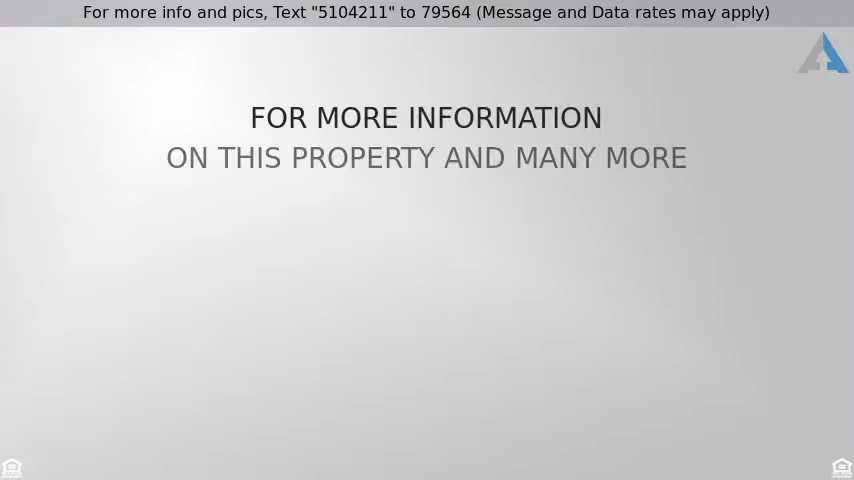 For more info and pics, Text "5104211" to 79564 (Message and Data rates may apply)
FOR MORE INFORMATION
ON THIS PROPERTY AND MANY MORE